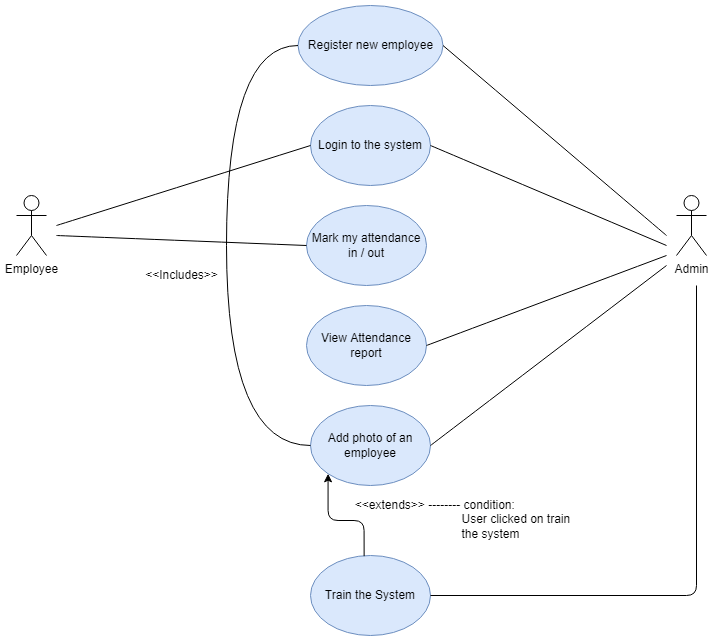 Register new employee
Login to the system
Mark my attendance
in / out
Employee
Admin
<<Includes>>
View Attendance
report
Add photo of an
employee
<<extends>> -------- condition:
User clicked on train
the system
Train the System